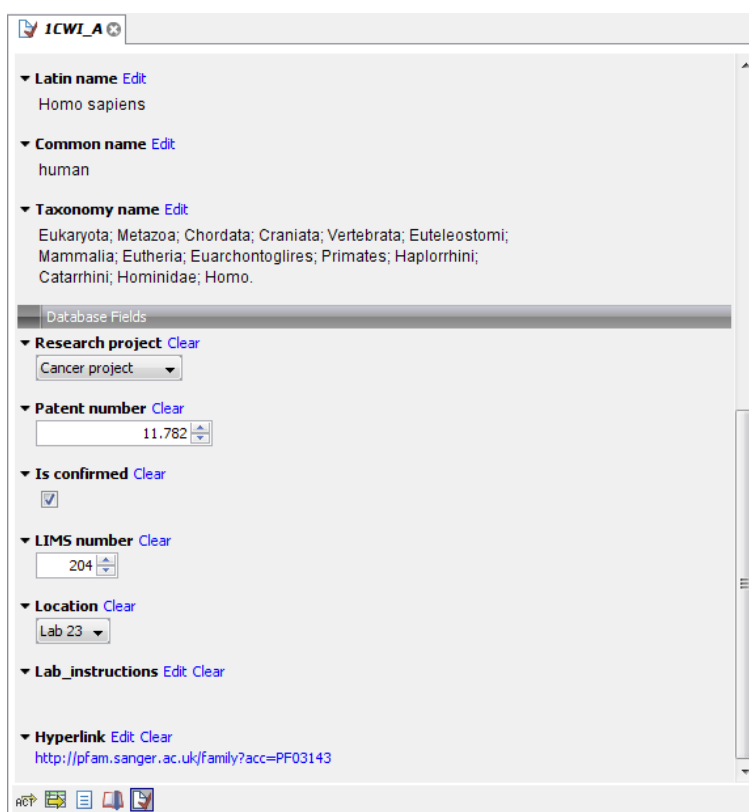 1CWI_A
Latin name Edit
Homo sapiens
Common name Edit
human
Taxonomy name Edit
Eukaryota; Metazoa; Chordata; Craniata; Vertebrata; Euteleostomi;
Mammalia; Eutheria; Euarchontoglires; Primates; Haplorrhini;
Catarrhini; Hominidae; Homo.
Database Fields
Research project Clear
Cancer project
Patent number Clear
11.782
Is confirmed Clear
LIMS number Clear
204
Location Clear
Lab 23
Lab_instructions Edit Clear
Hyperlink Edit Clear
http://pfam.sanger.ac.uk/family?acc=PF03143
ACT